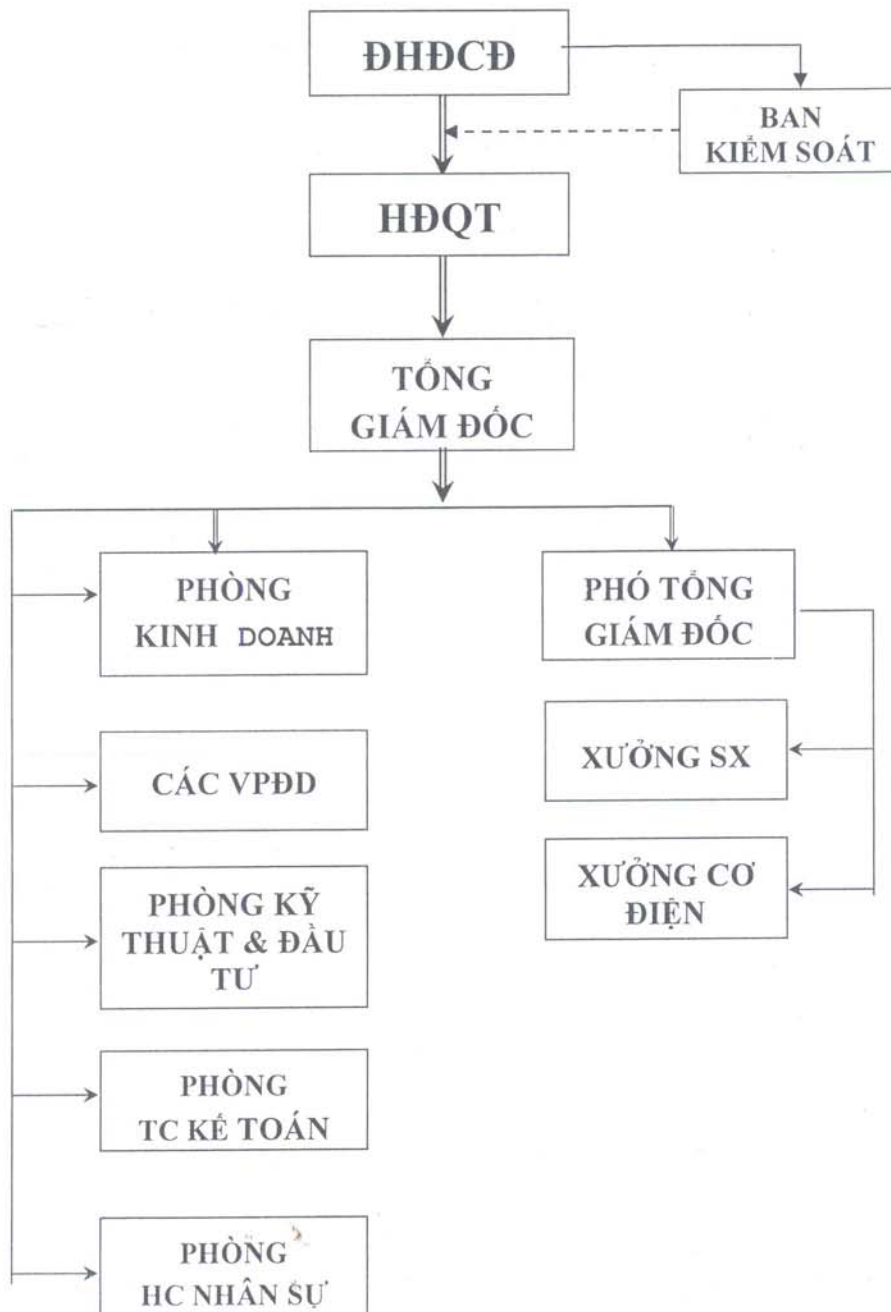 ĐHĐCĐ
BAN
KIỂM SOÁT
HĐQT
TỔNG
GIÁM ĐỐC
PHÒNG
KINH DOANH
PHÓ TỔNG
GIÁM ĐỐC
CÁC VPĐD
XƯỞNG SX
PHÒNG KỸ
THUẬT & ĐẦU
TƯ
XƯỞNG CƠ
ĐIỆN
PHÒNG
TC KẾ TOÁN
PHÒNG
HC NHÂN SỰ